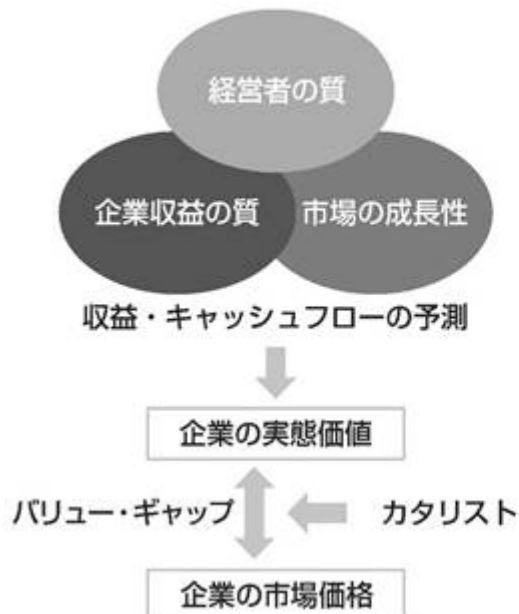 経営者の質
企業収益の質
市場の成長性
収益・キャッシュフローの予測
企業の実態価値
バリュー・ギャップ
カタリスト
企業の市場価格